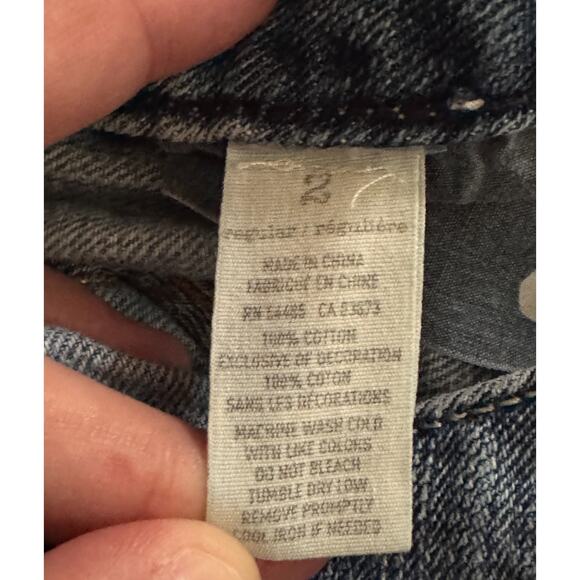 2
regular / régulière
MADE IN CHINA
FABRIQUÉ EN CHINE
RN 54485 CA 53673
100% COTTON
EXCLUSIVE OF DECORATION
100% COTON
SANS LES DÉCORATIONS
MACHINE WASH COLD
WITH LIKE COLORS
DO NOT BLEACH
TUMBLE DRY LOW
REMOVE PROMPTLY
COOL IRON IF NEEDED